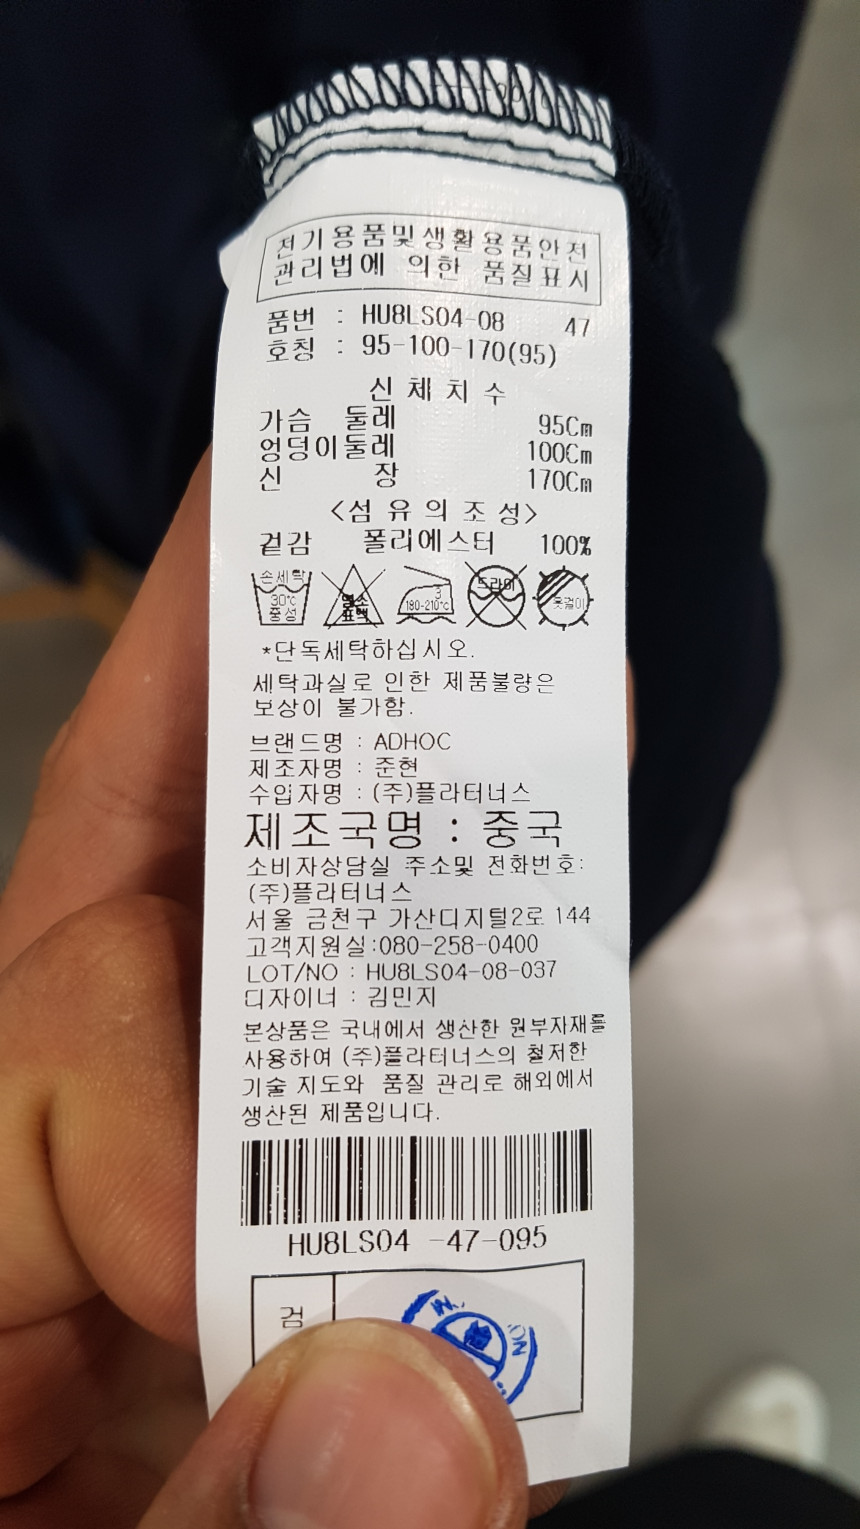 전기용품및생활용품안전
관리법에 의한 품질표시
품번 : HU8LS04-08 47
호칭 : 95-100-170(95)
신체치수
가슴 둘레 95Cm
엉덩이둘레 100Cm
신 장 170Cm
<섬유의조성>
겉감 폴리에스터 100%
손세탁 30℃ 중성
염소 표백
3 180-210℃
드라이
옷걸이
*단독세탁하십시오.
세탁과실로 인한 제품불량은
보상이 불가함.
브랜드명 : ADHOC
제조자명 : 준현
수입자명 : (주)플라터너스
제조국명 : 중국
소비자상담실 주소및 전화번호:
(주)플라터너스
서울 금천구 가산디지털2로 144
고객지원실:080-258-0400
LOT/NO : HU8LS04-08-037
디자이너 : 김민지
본상품은 국내에서 생산한 원부자재를
사용하여 (주)플라터너스의 철저한
기술 지도와 품질 관리로 해외에서
생산된 제품입니다.
HU8LS04 -47-095
검